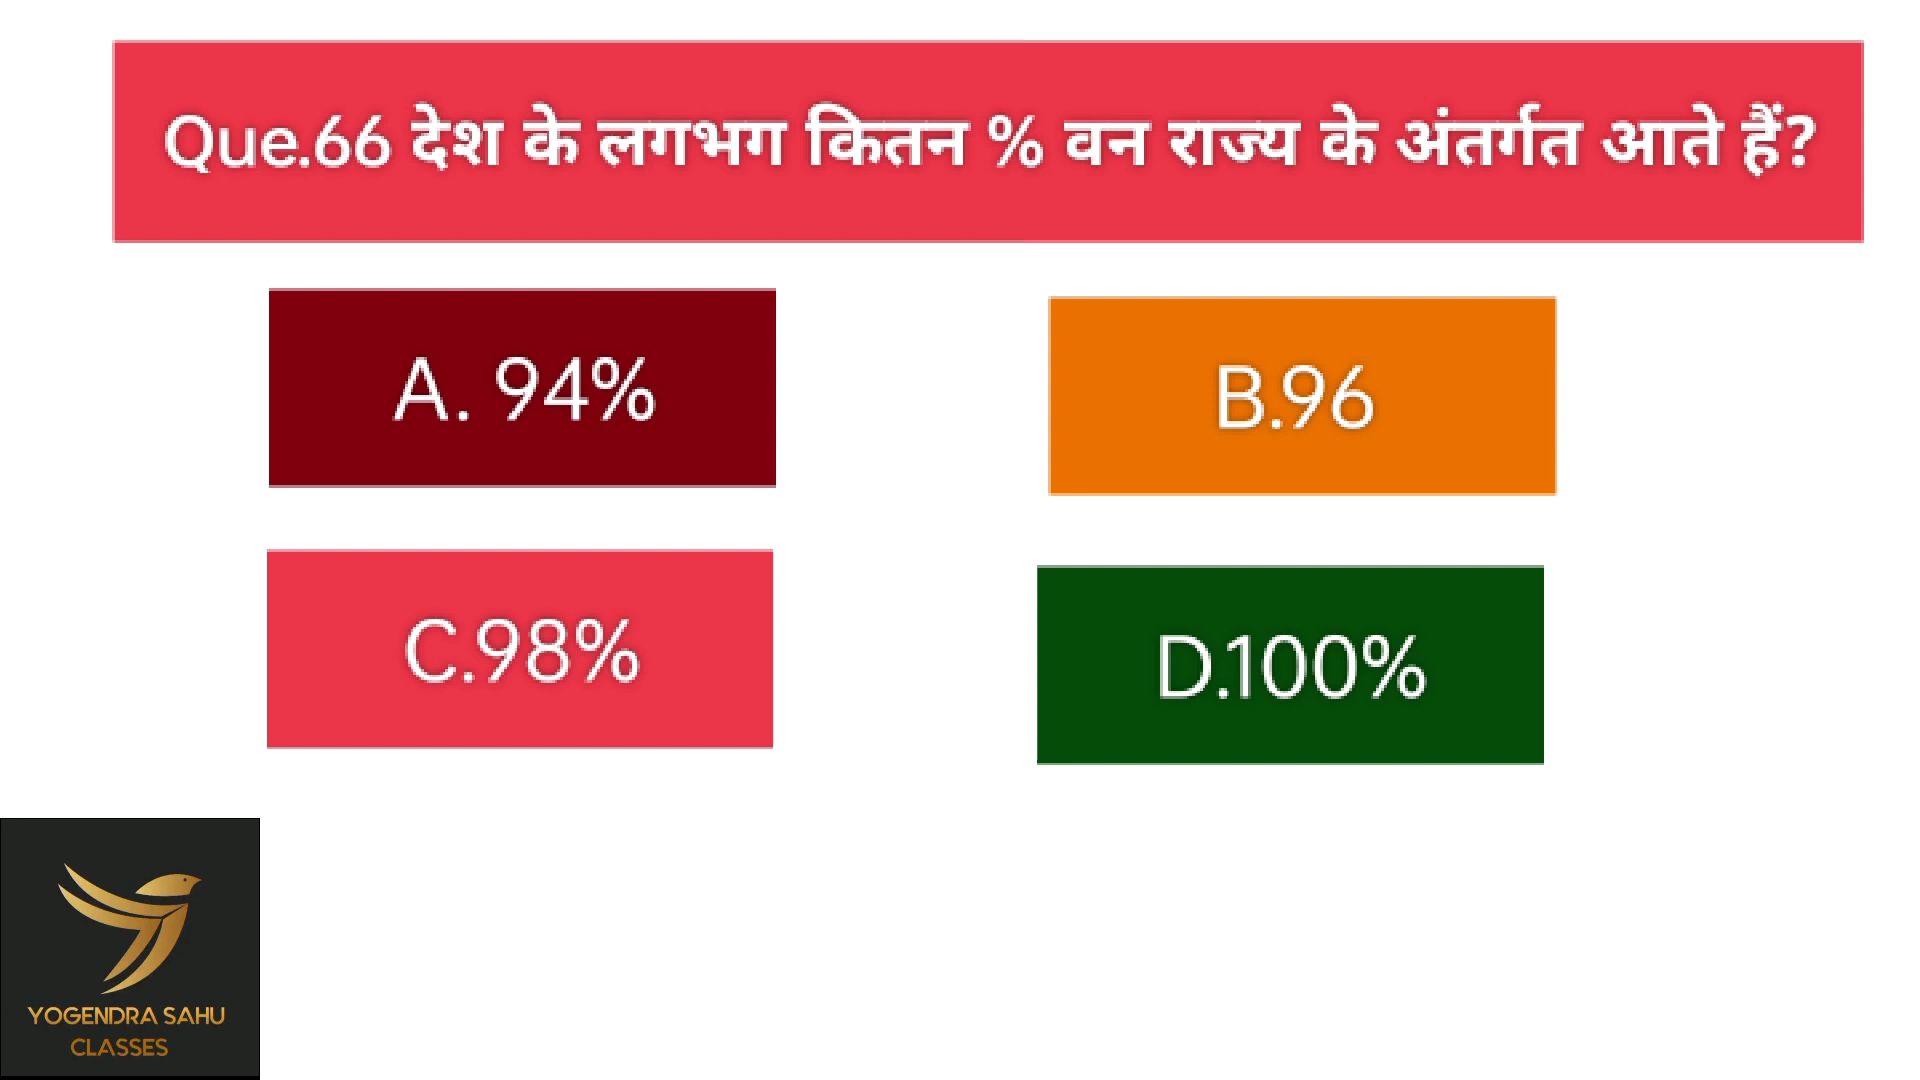 Que.66 देश के लगभग कितन % वन राज्य के अंतर्गत आते हैं?
A. 94%
B.96
C.98%
D.100%
YOGENDRA SAHU
CLASSES